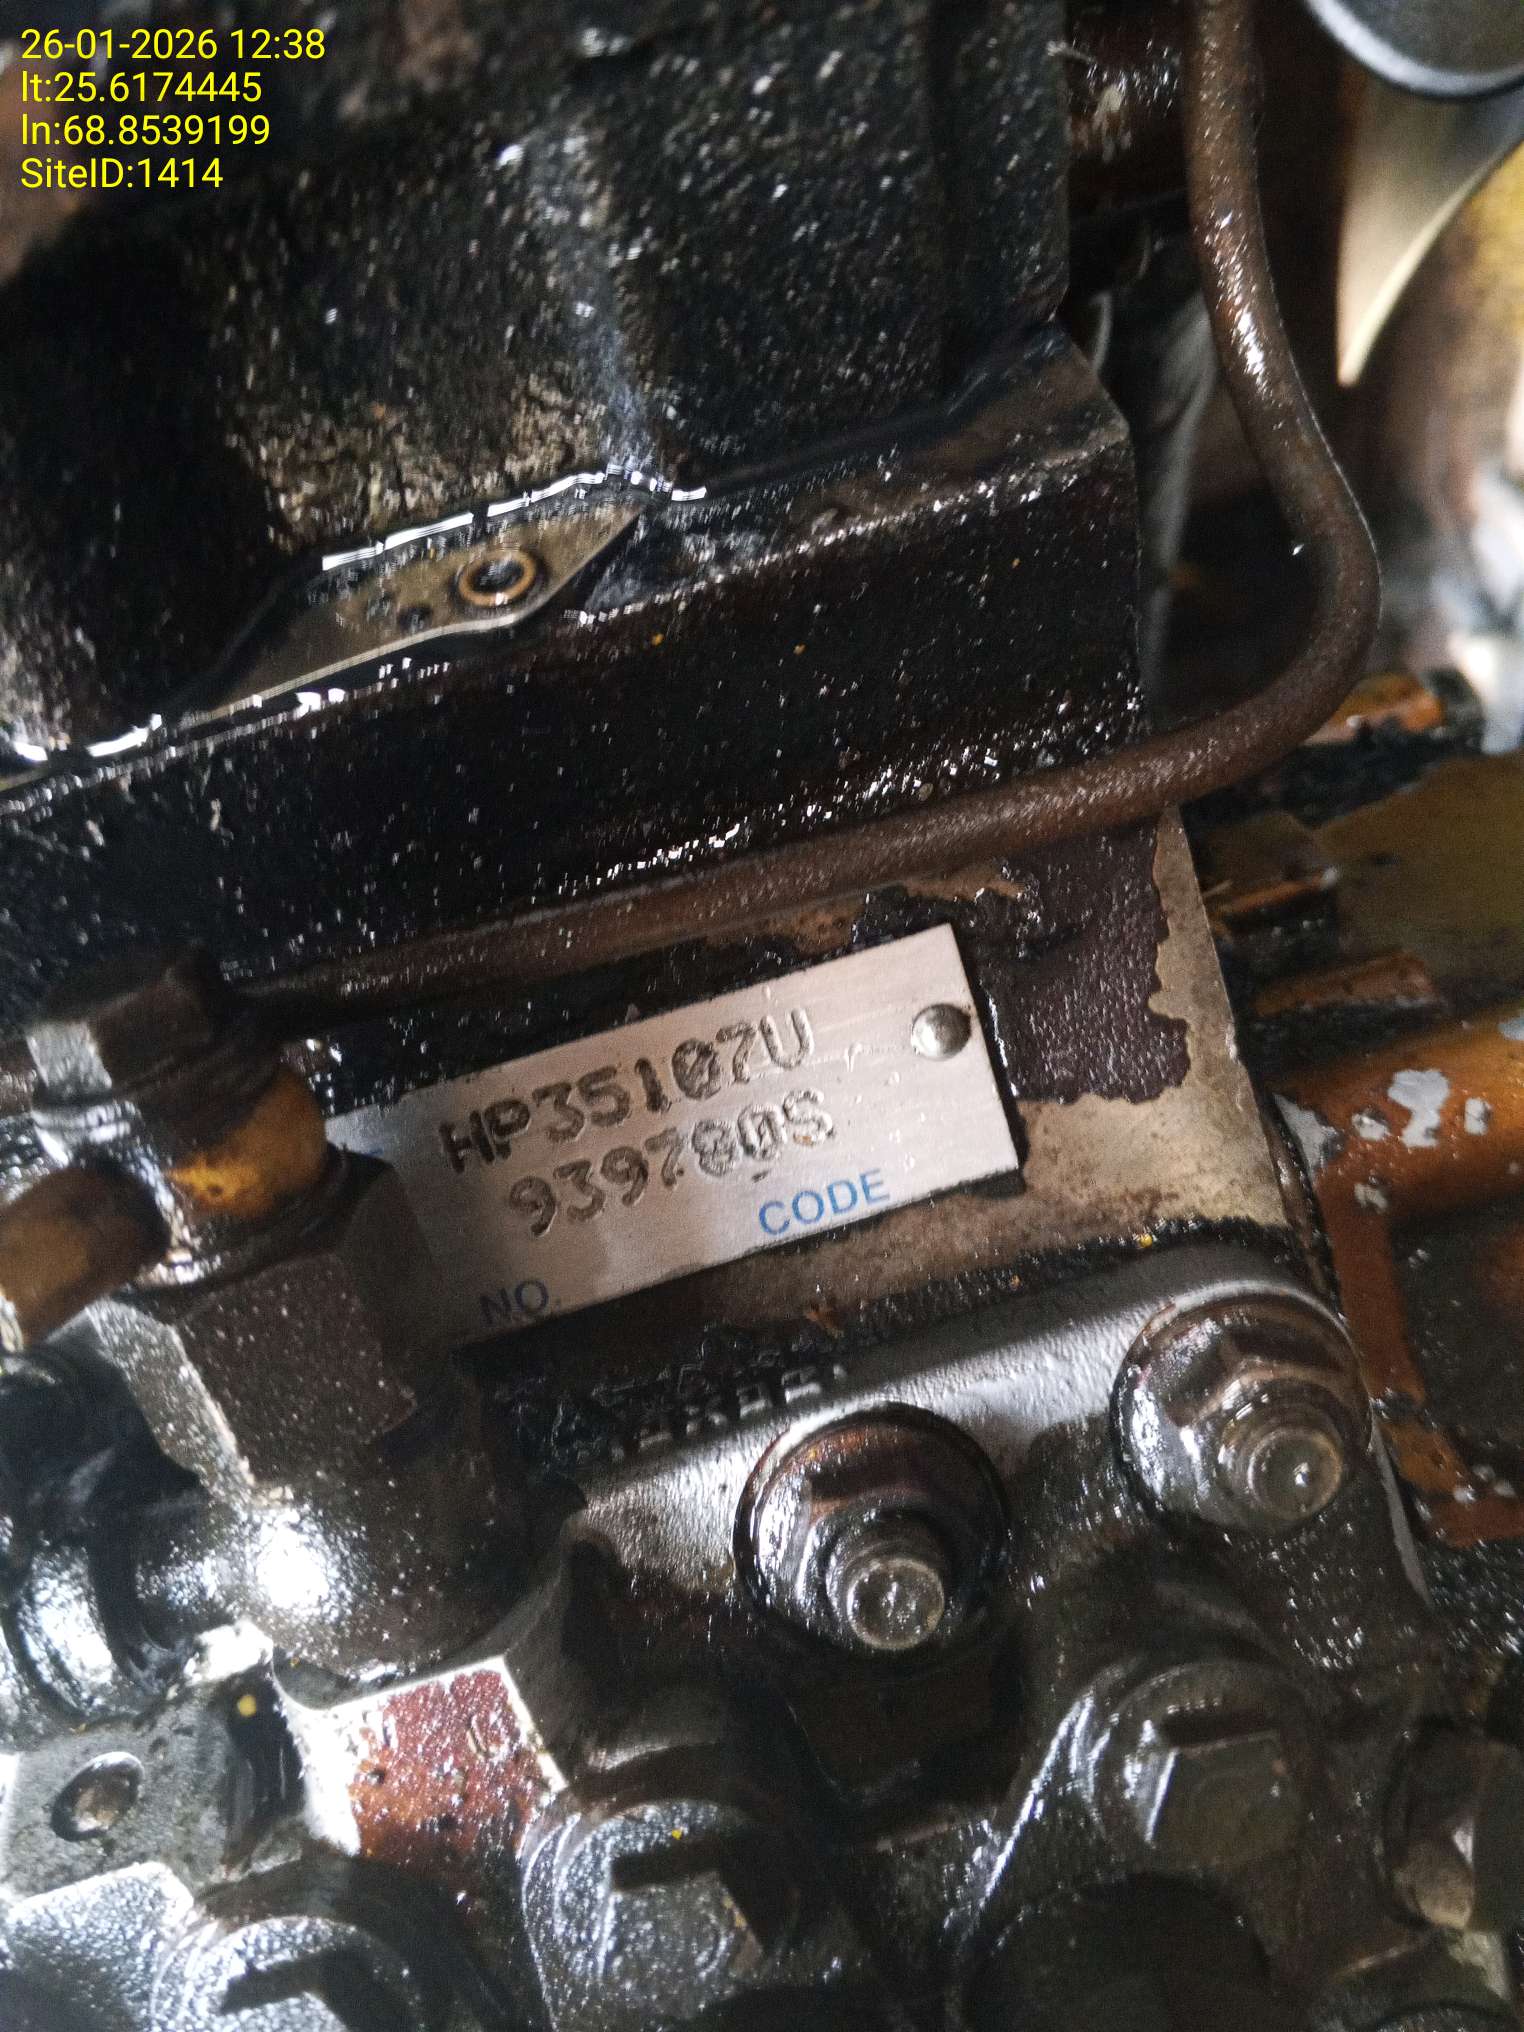 26-01-2026 12:38
lt:25.6174445
ln:68.8539199
SiteID:1414
HP35107U
939780S
CODE
NO.